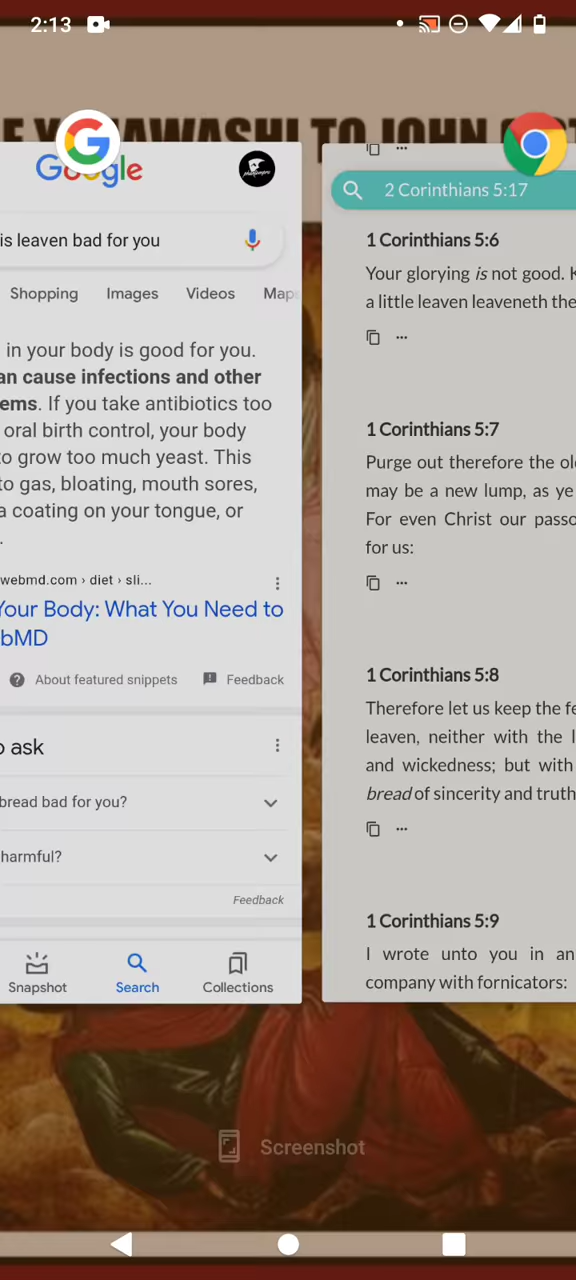 2:13
YAHAWASHI TO JOHN
Google
is leaven bad for you
Shopping Images Videos Maps
in your body is good for you.
an cause infections and other
ems. If you take antibiotics too
oral birth control, your body
to grow too much yeast. This
to gas, bloating, mouth sores,
a coating on your tongue, or
.
webmd.com › diet › sli...
Your Body: What You Need to
bMD
About featured snippets Feedback
o ask
bread bad for you?
harmful?
Feedback
Snapshot Search Collections
2 Corinthians 5:17
1 Corinthians 5:6
Your glorying is not good. K
a little leaven leaveneth the
1 Corinthians 5:7
Purge out therefore the ol
may be a new lump, as ye
For even Christ our passo
for us:
1 Corinthians 5:8
Therefore let us keep the fe
leaven, neither with the l
and wickedness; but with
bread of sincerity and truth
1 Corinthians 5:9
I wrote unto you in an
company with fornicators:
Screenshot